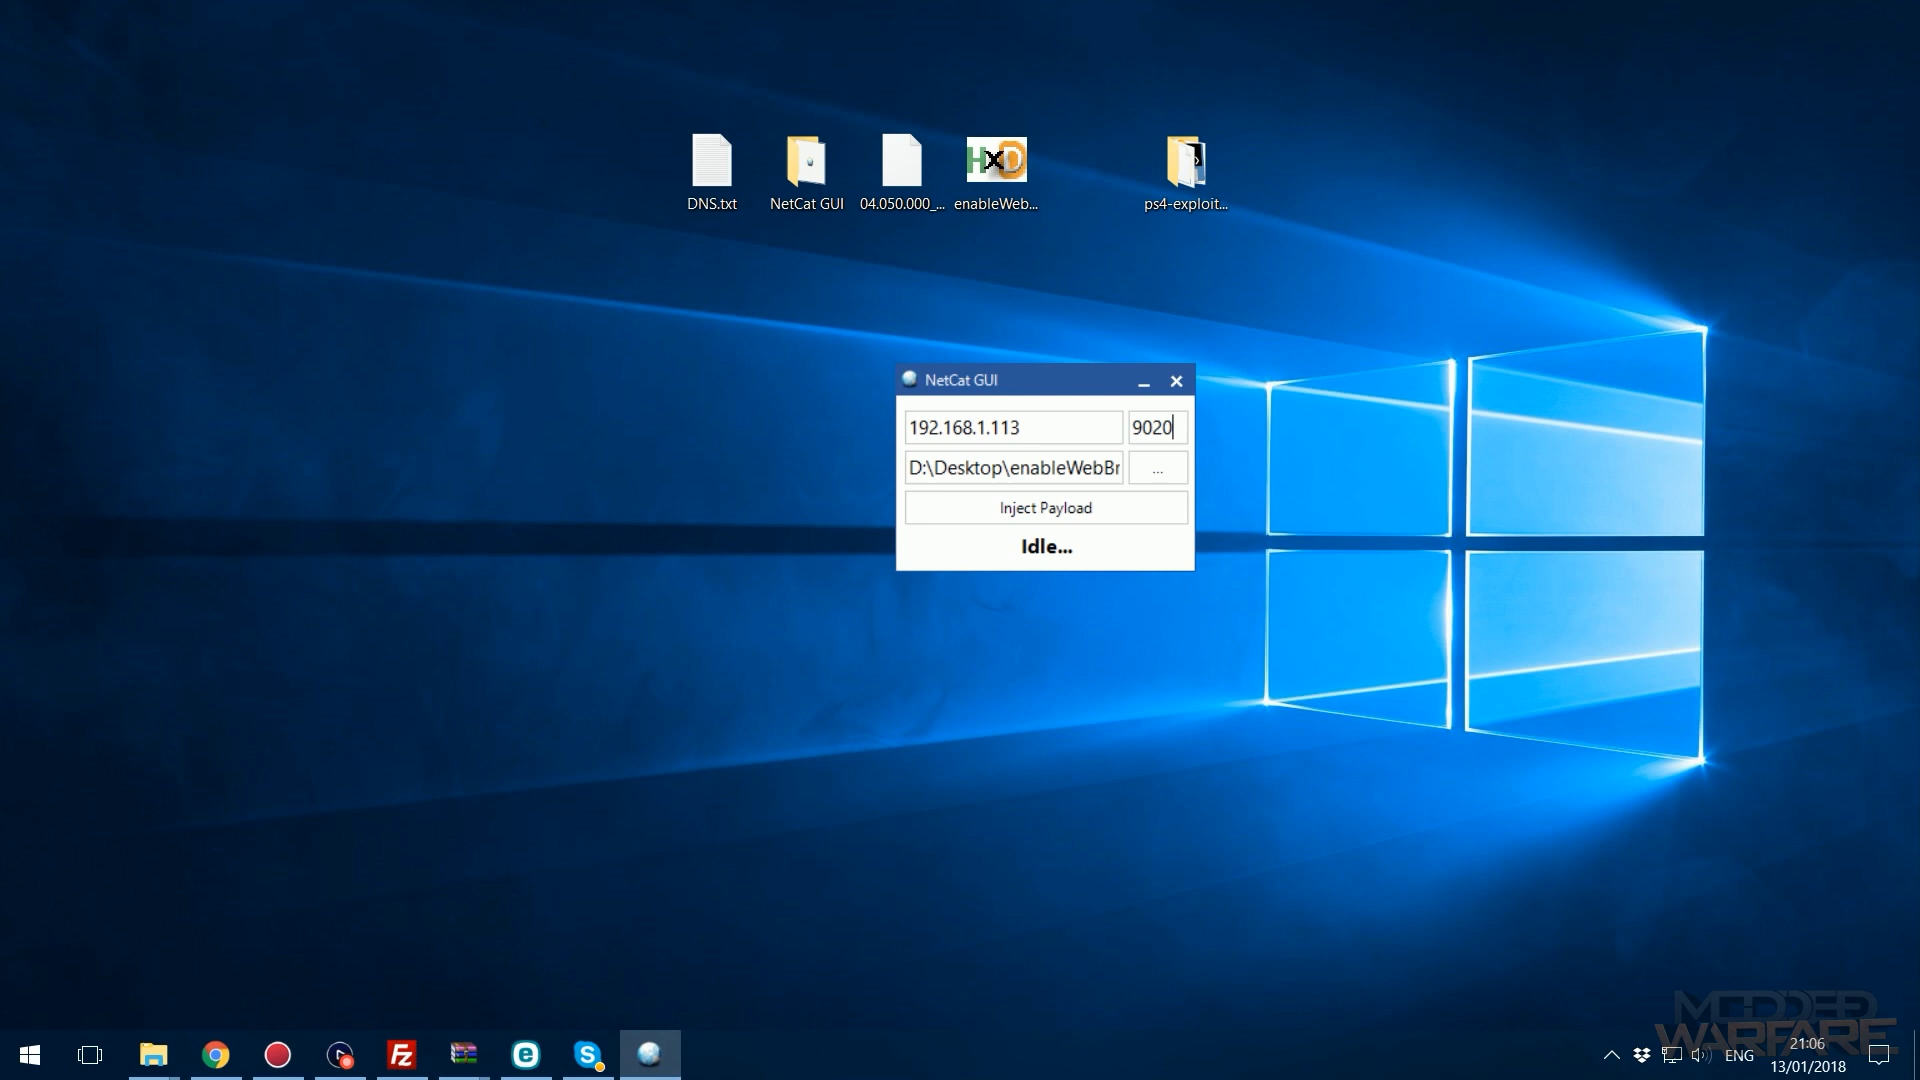 HxD
DNS.txt
NetCat GUI
04.050.000_...
enableWeb...
ps4-exploit...
NetCat GUI
192.168.1.113
9020
D:\Desktop\enableWebBr
...
Inject Payload
Idle...
MODDED
WARFARE
ENG
21:06
13/01/2018